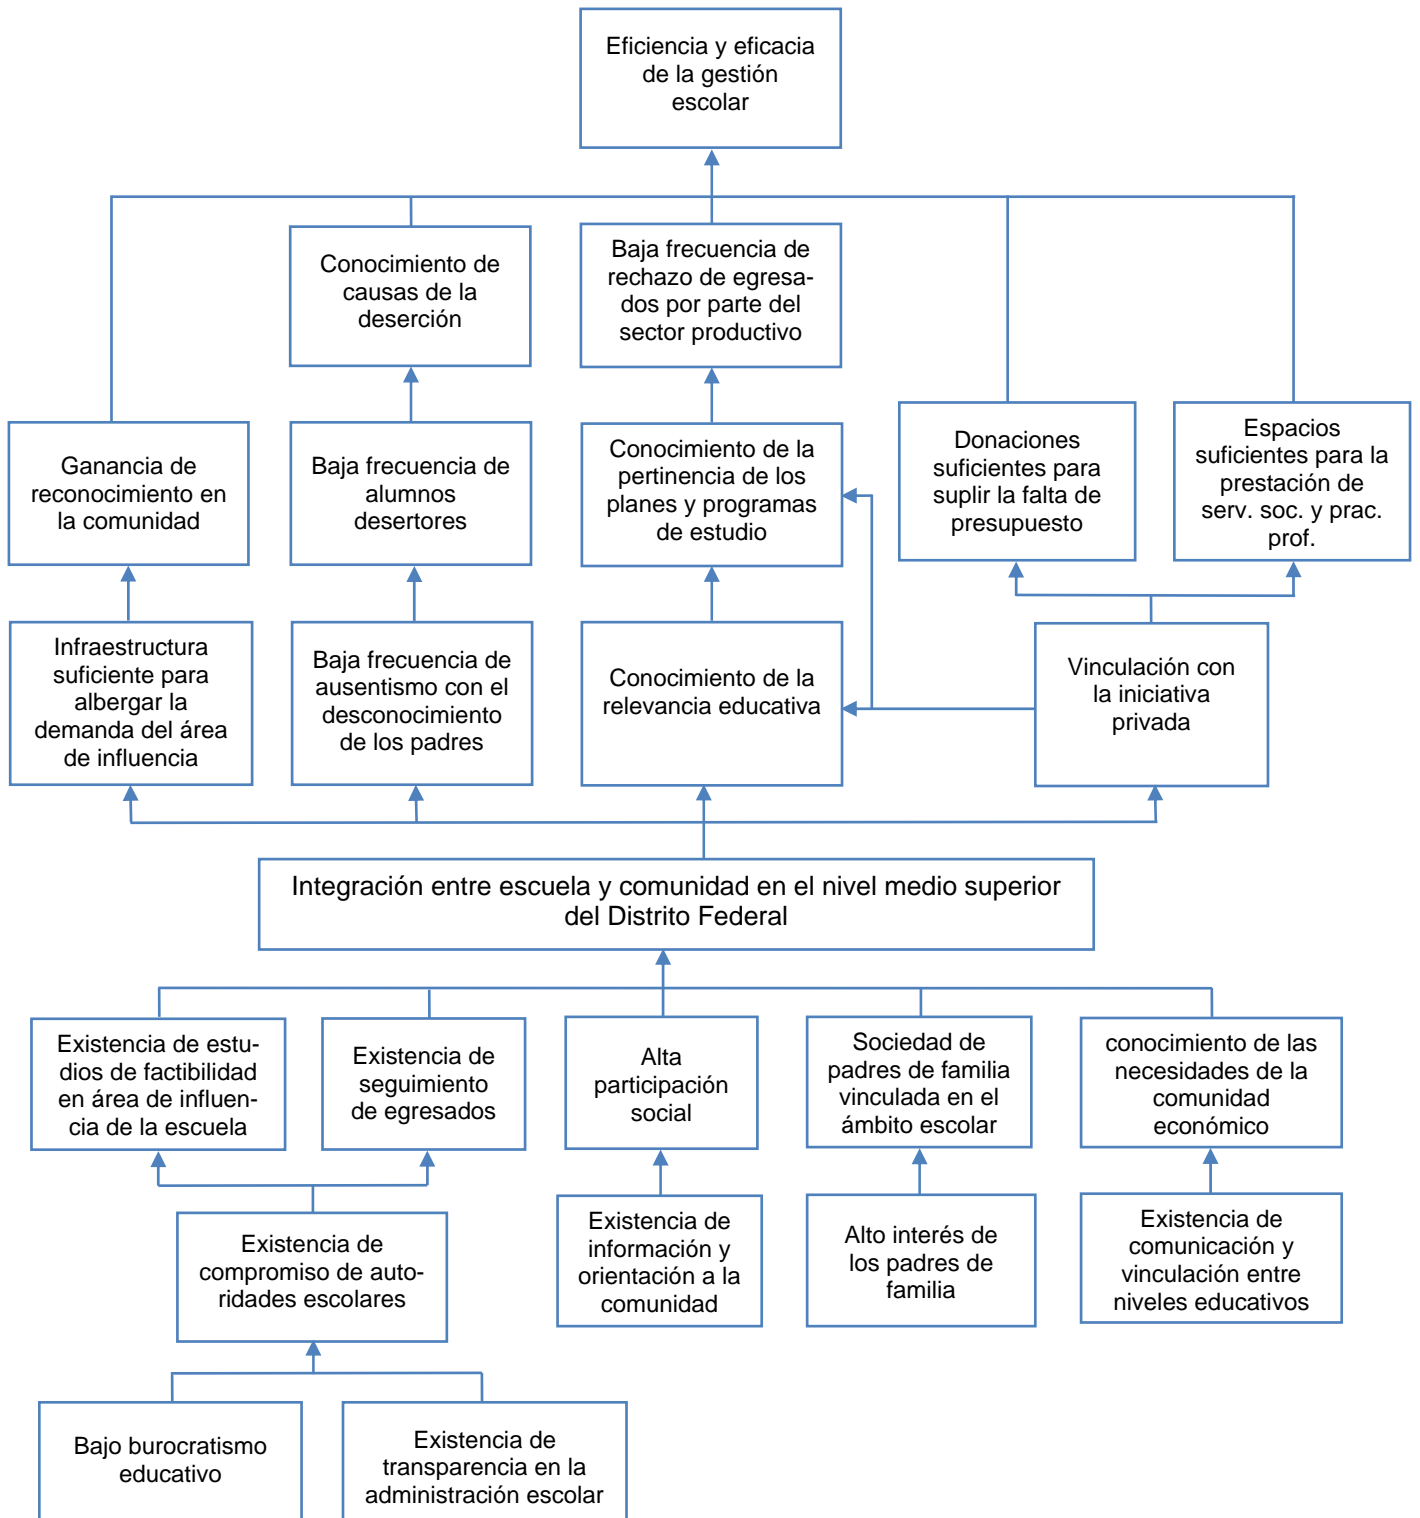 Eficiencia y eficacia
de la gestión
escolar
Conocimiento de
causas de la
deserción
Baja frecuencia de
rechazo de egresa-
dos por parte del
sector productivo
Ganancia de
reconocimiento en
la comunidad
Baja frecuencia de
alumnos
desertores
Conocimiento de la
pertinencia de los
planes y programas
de estudio
Donaciones
suficientes para
suplir la falta de
presupuesto
Espacios
suficientes para la
prestación de
serv. soc. y prac.
prof.
Infraestructura
suficiente para
albergar la
demanda del área
de influencia
Baja frecuencia de
ausentismo con el
desconocimiento
de los padres
Conocimiento de la
relevancia educativa
Vinculación con
la iniciativa
privada
Integración entre escuela y comunidad en el nivel medio superior
del Distrito Federal
Existencia de estu-
dios de factibilidad
en área de influen-
cia de la escuela
Existencia de
seguimiento
de egresados
Alta
participación
social
Sociedad de
padres de familia
vinculada en el
ámbito escolar
conocimiento de las
necesidades de la
comunidad
económico
Existencia de
compromiso de auto-
ridades escolares
Existencia de
información y
orientación a la
comunidad
Alto interés de
los padres de
familia
Existencia de
comunicación y
vinculación entre
niveles educativos
Bajo burocratismo
educativo
Existencia de
transparencia en la
administración escolar